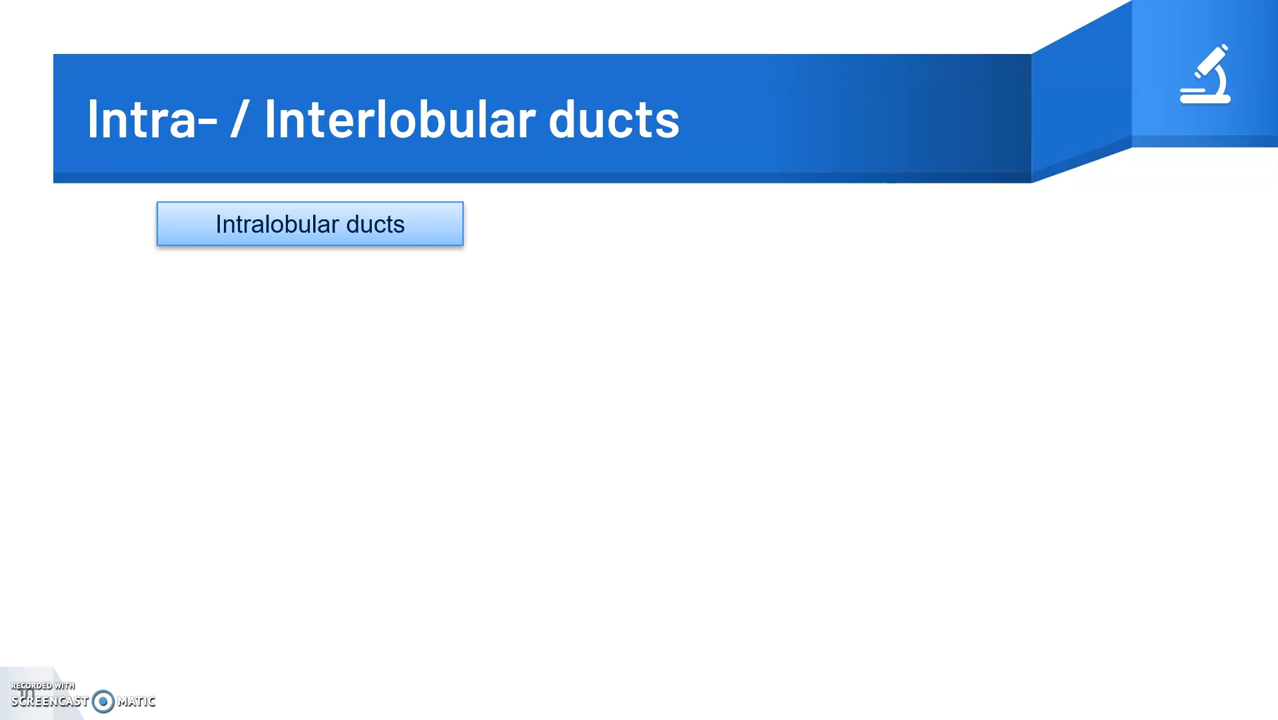 Intra- / Interlobular ducts
Intralobular ducts
RECORDED WITH
SCREENCAST MATIC